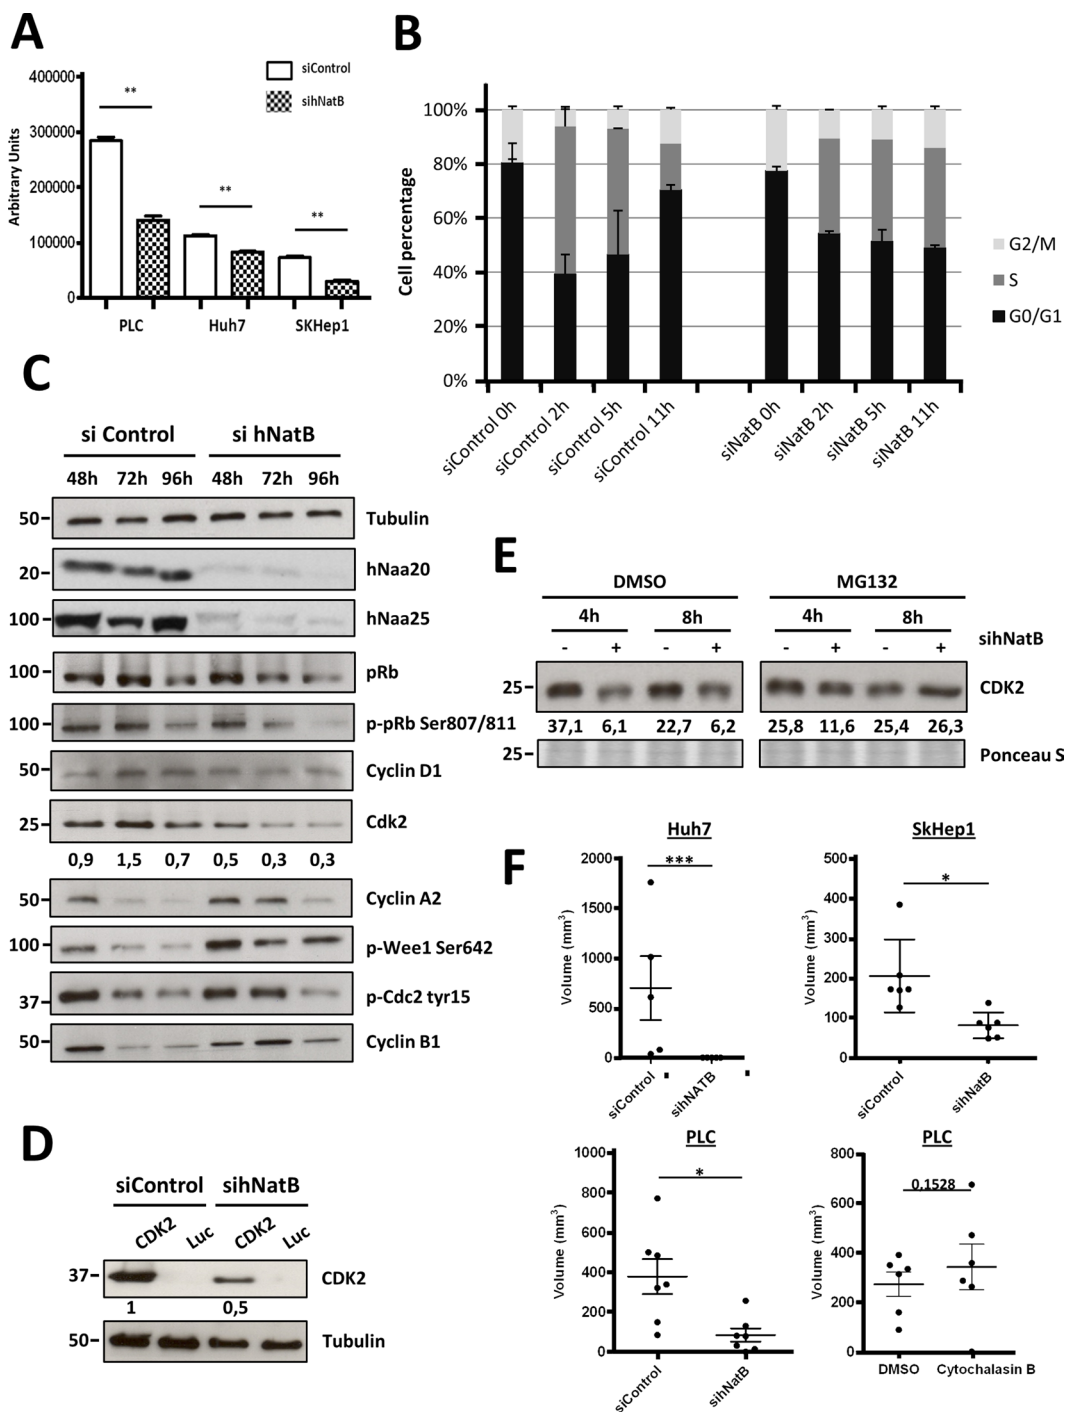 A
siControl
sihNatB
**
**
**
400000
300000
200000
100000
0
Arbitrary Units
PLC
Huh7
SKHep1
B
100%
80%
60%
40%
20%
0%
Cell percentage
G2/M
S
G0/G1
siControl 0h
siControl 2h
siControl 5h
siControl 11h
siNatB 0h
siNatB 2h
siNatB 5h
siNatB 11h
C
si Control si hNatB
48h 72h 96h 48h 72h 96h
50 Tubulin
20 hNaa20
100 hNaa25
100 pRb
100 p-pRb Ser807/811
50 Cyclin D1
25 Cdk2
0,9 1,5 0,7 0,5 0,3 0,3
50 Cyclin A2
100 p-Wee1 Ser642
37 p-Cdc2 tyr15
50 Cyclin B1
D
siControl sihNatB
CDK2 Luc CDK2 Luc
37 CDK2
1 0,5
50 Tubulin
E
DMSO MG132
4h 8h 4h 8h
- + - + - + - + sihNatB
25 CDK2
37,1 6,1 22,7 6,2 25,8 11,6 25,4 26,3
25 Ponceau S
F
Huh7
***
2000
1500
1000
500
0
Volume (mm³)
siControl
sihNATB
SkHep1
*
500
400
300
200
100
0
Volume (mm³)
siControl
sihNatB
PLC
*
1000
800
600
400
200
0
Volume (mm³)
siControl
sihNatB
PLC
0,1528
800
600
400
200
0
Volume (mm³)
DMSO Cytochalasin B